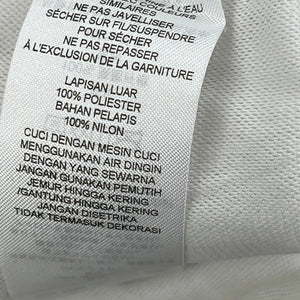 À L'EAU
SIMILAIRES
NE PAS JAVELLISER
SÉCHER SUR FIL/SUSPENDRE
POUR SÉCHER
NE PAS REPASSER
À L'EXCLUSION DE LA GARNITURE
LAPISAN LUAR
100% POLIESTER
BAHAN PELAPIS
100% NILON
CUCI DENGAN MESIN CUCI
MENGGUNAKAN AIR DINGIN
DENGAN YANG SEWARNA
JANGAN GUNAKAN PEMUTIH
JEMUR HINGGA KERING
/GANTUNG HINGGA KERING
JANGAN DISETRIKA
TIDAK TERMASUK DEKORASI